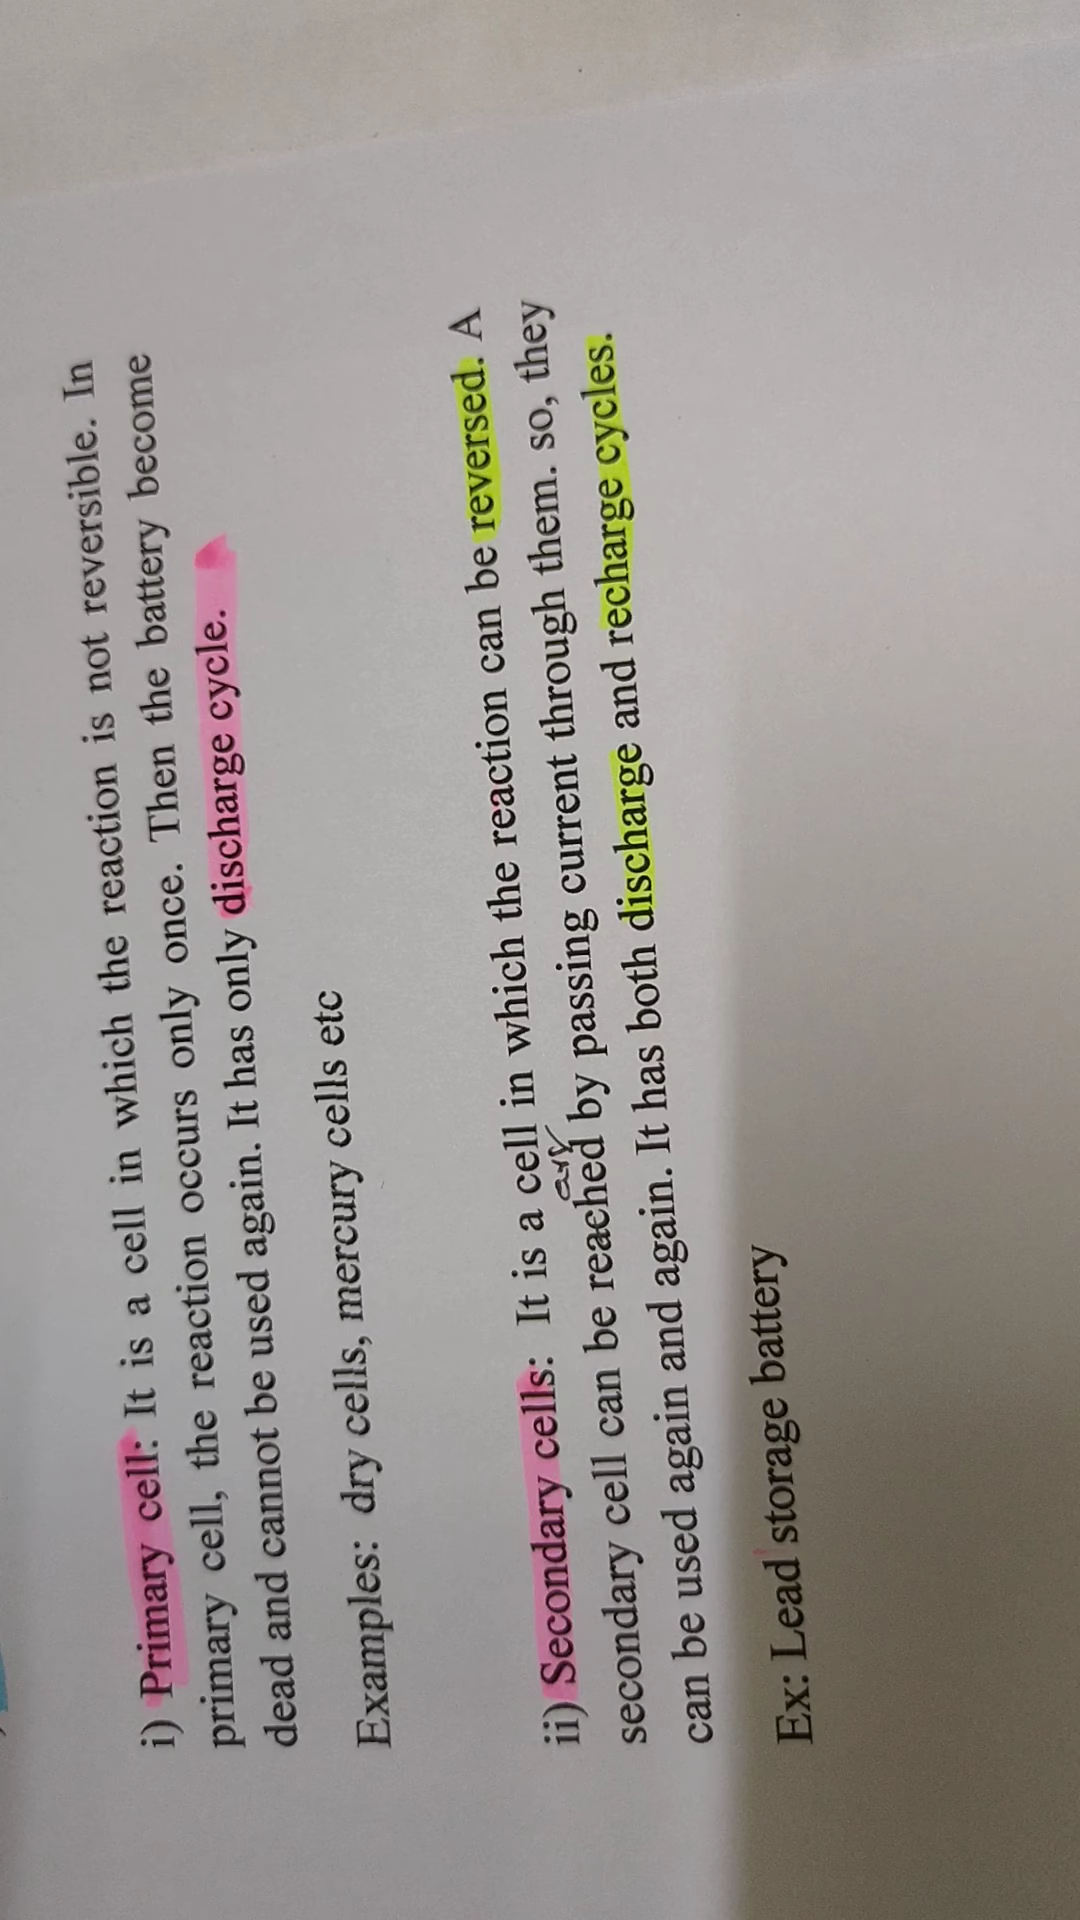 i) Primary cell: It is a cell in which the reaction is not reversible. In
primary cell, the reaction occurs only once. Then the battery become
dead and cannot be used again. It has only discharge cycle.
Examples: dry cells, mercury cells etc
ii) Secondary cells: It is a cell in which the reaction can be reversed. A
secondary cell can be reached by passing current through them. so, they
can be used again and again. It has both discharge and recharge cycles.
Ex: Lead storage battery